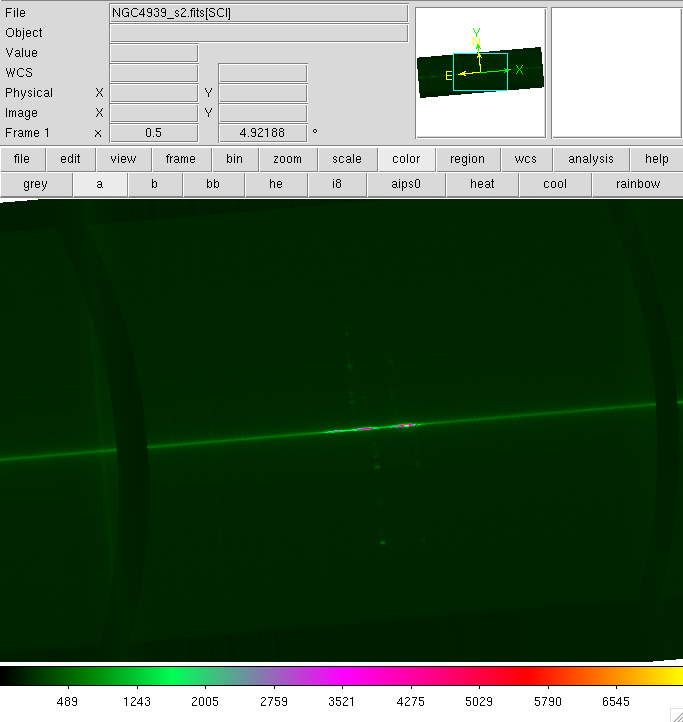 File NGC4939_s2.fits[SCI]
Object
Value
WCS
Physical X Y
Image X Y
Frame 1 x 0.5 4.92188 °
Y
X
E
file edit view frame bin zoom scale color region wcs analysis help
grey a b bb he i8 aips0 heat cool rainbow
489 1243 2005 2759 3521 4275 5029 5790 6545